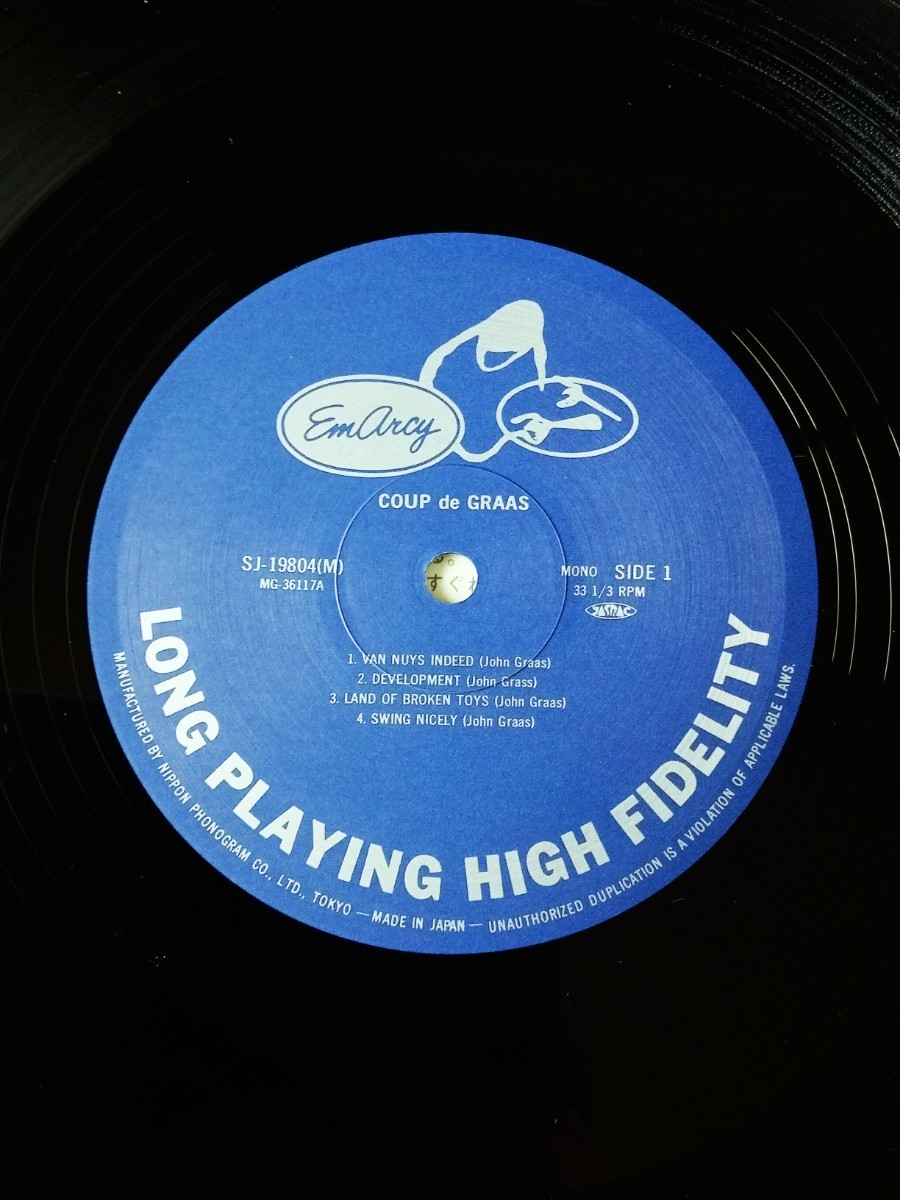 EmArcy
COUP de GRAAS
SJ-19804(M)
MG-36117A
MONO SIDE 1
33 1/3 RPM
JASRAC
すぐれ
1. VAN NUYS INDEED (John Graas)
2. DEVELOPMENT (John Grass)
3. LAND OF BROKEN TOYS (John Graas)
4. SWING NICELY (John Graas)
LONG PLAYING HIGH FIDELITY
MANUFACTURED BY NIPPON PHONOGRAM CO., LTD., TOKYO — MADE IN JAPAN — UNAUTHORIZED DUPLICATION IS A VIOLATION OF APPLICABLE LAWS.